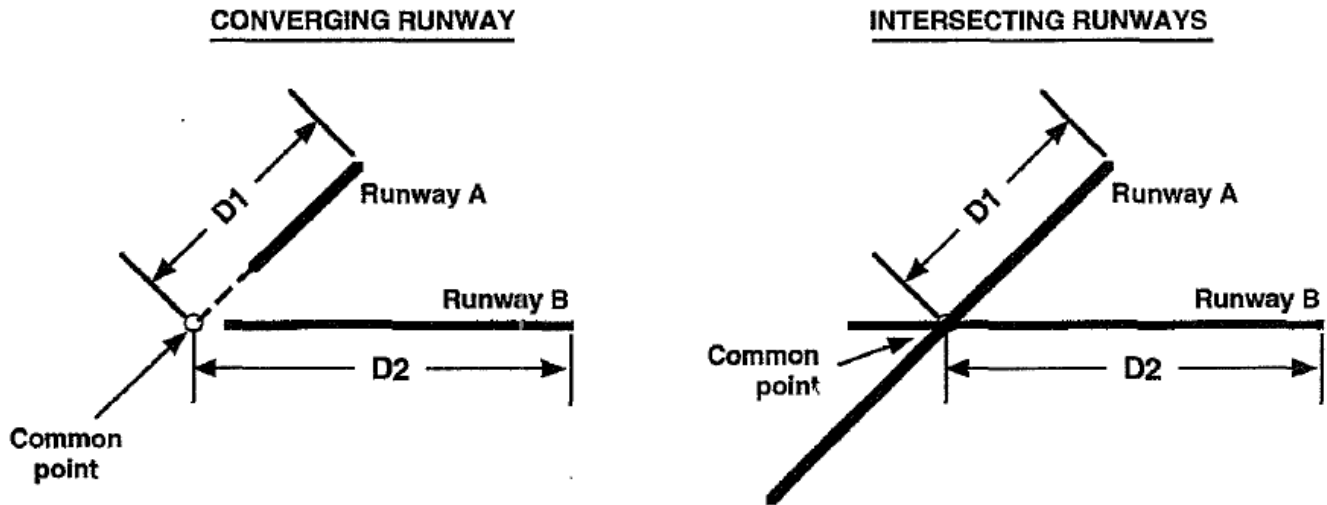 CONVERGING RUNWAY
D1
Runway A
Runway B
D2
Common
point
INTERSECTING RUNWAYS
D1
Runway A
Runway B
Common
point
D2